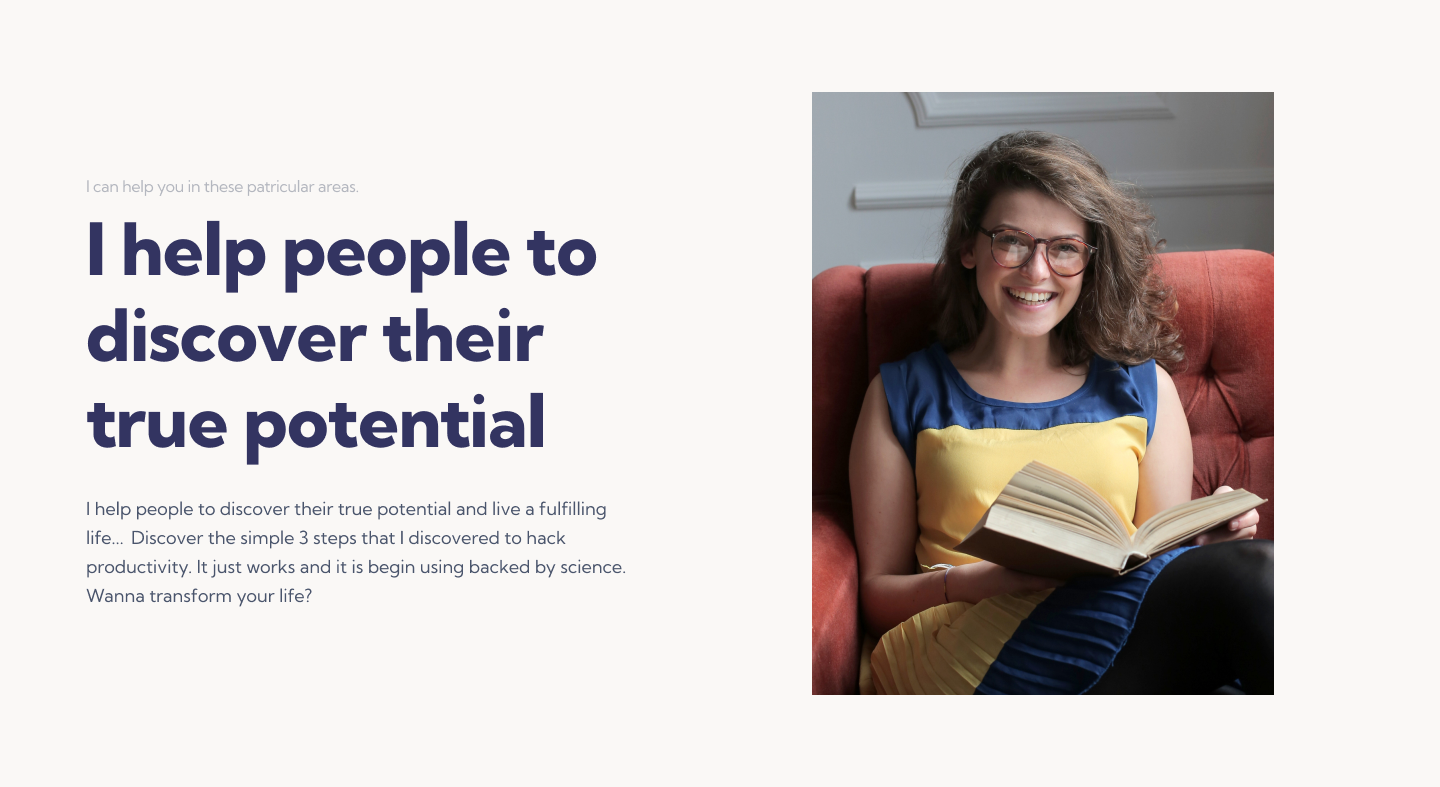 I can help you in these patricular areas.
I help people to
discover their
true potential
I help people to discover their true potential and live a fulfilling
life...  Discover the simple 3 steps that I discovered to hack
productivity. It just works and it is begin using backed by science.
Wanna transform your life?